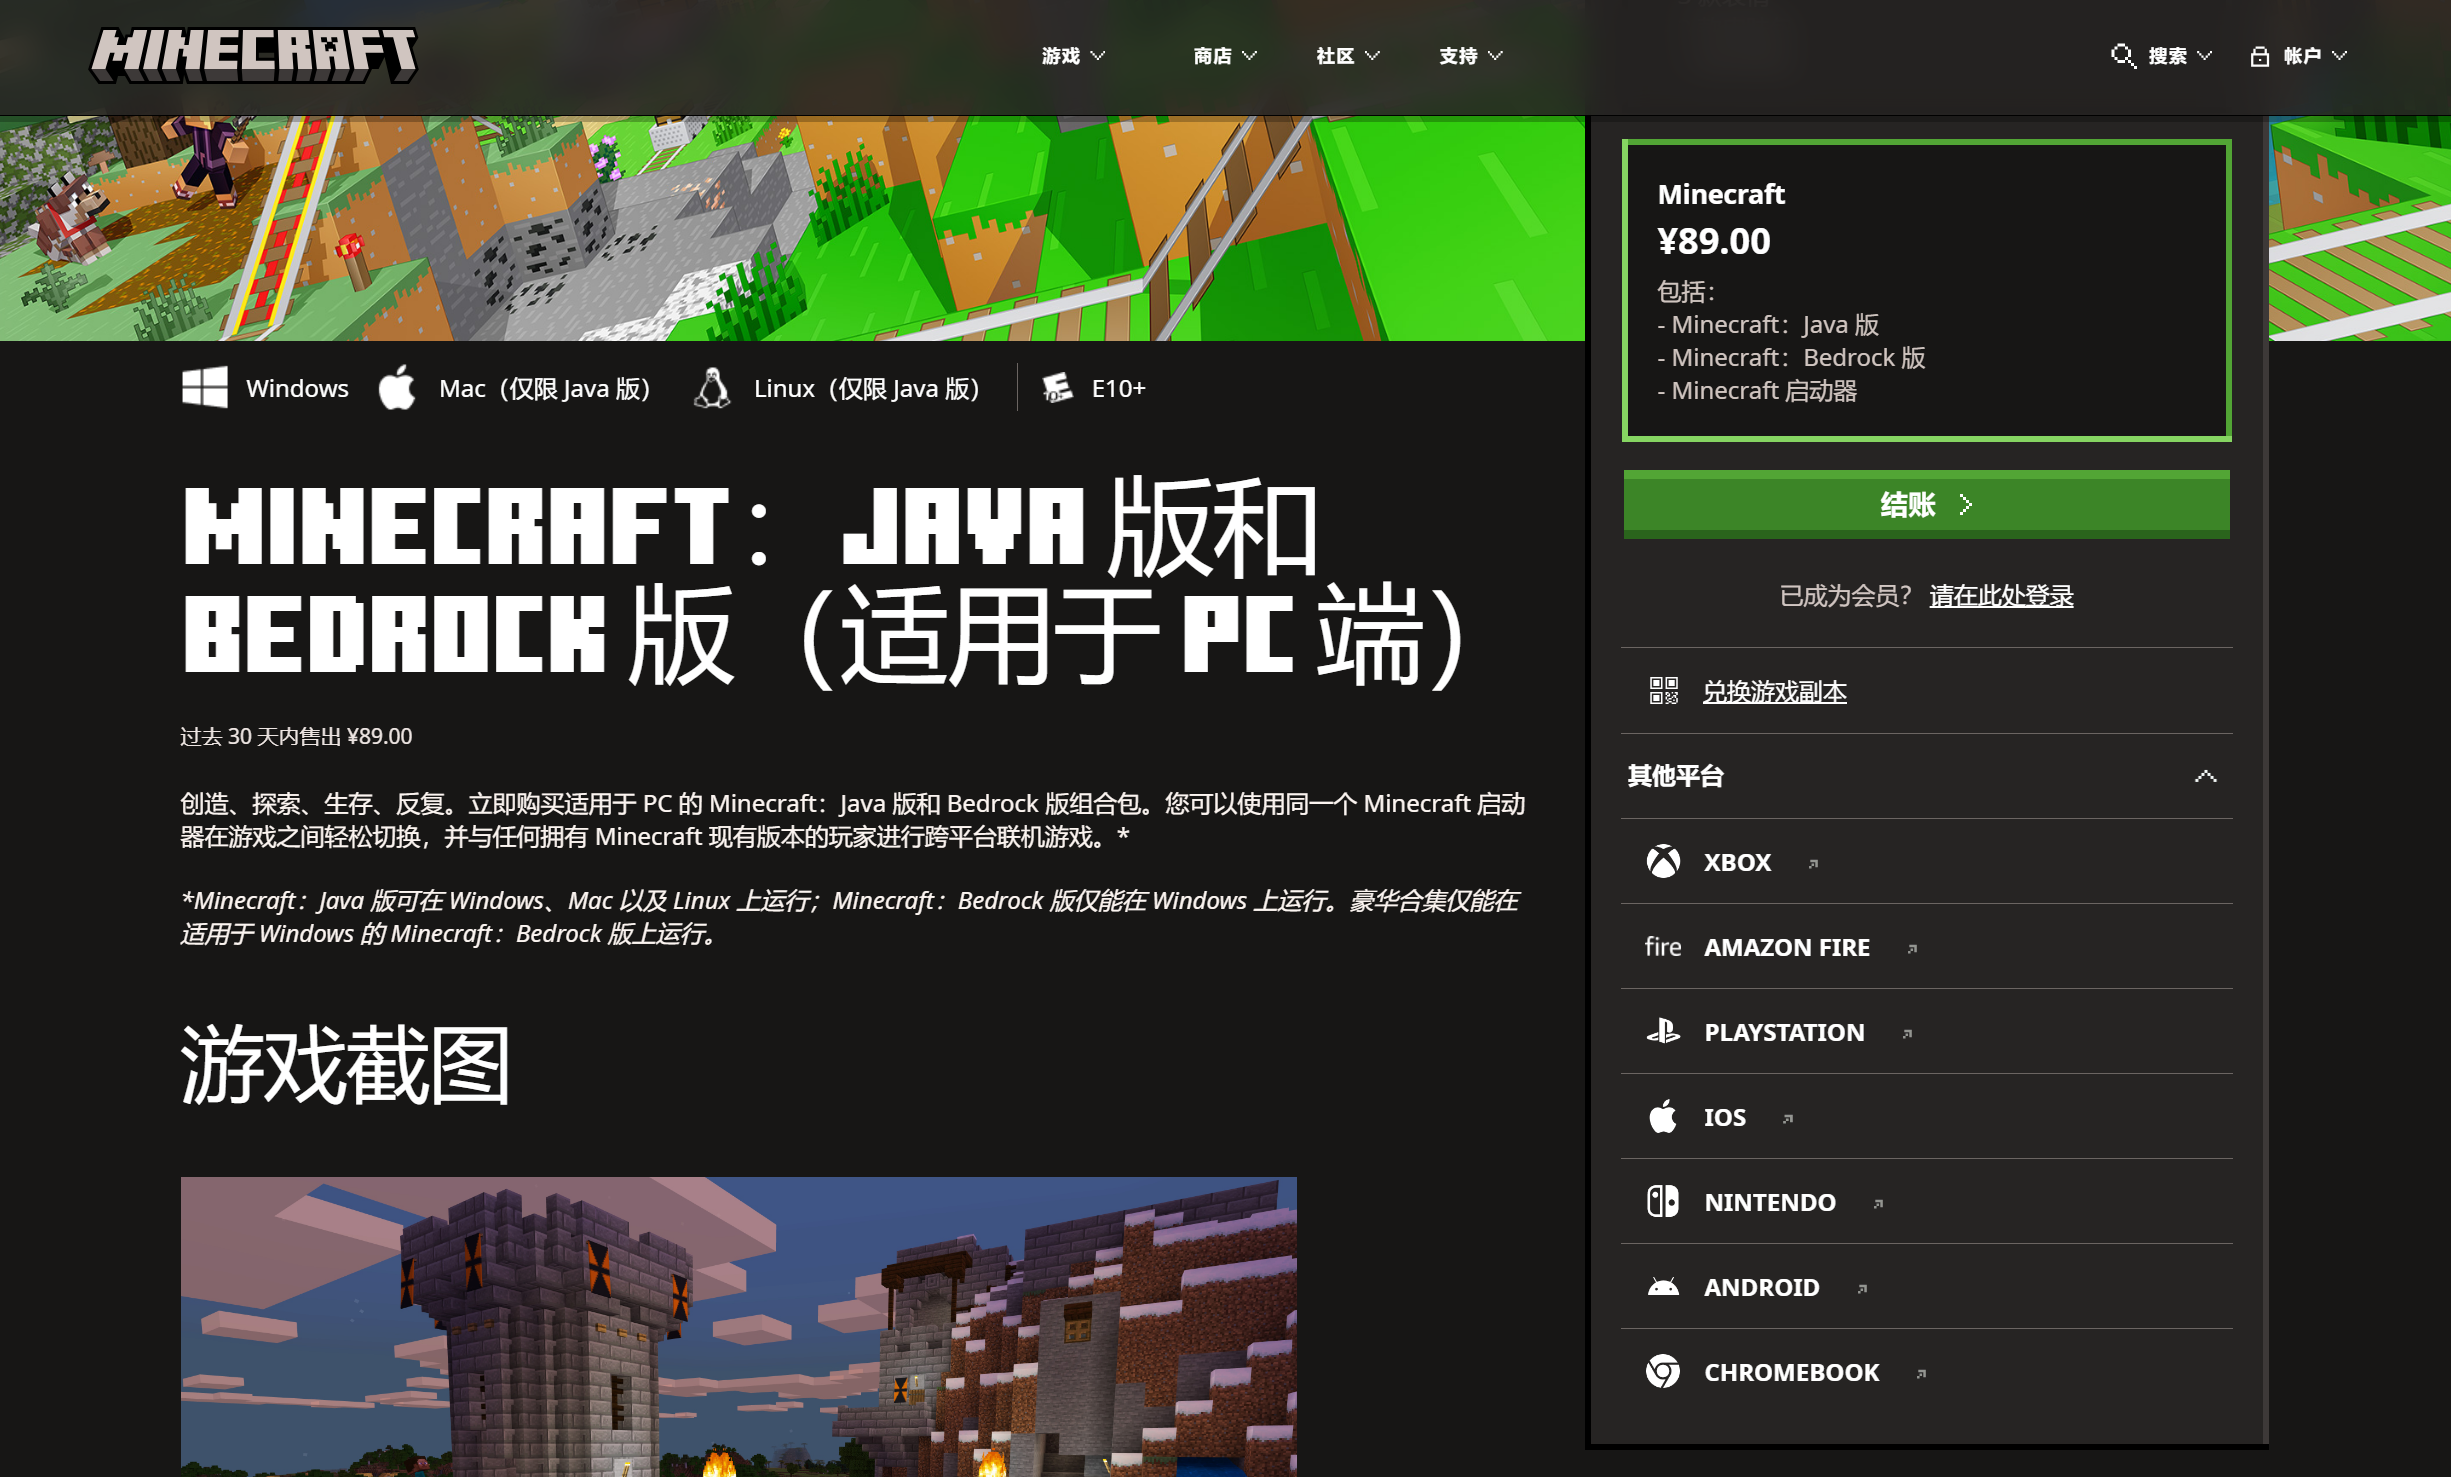 MINECRAFT
游戏
商店
社区
支持
搜索
帐户
Windows
Mac（仅限 Java 版）
Linux（仅限 Java 版）
E10+
MINECRAFT：JAVA 版和
BEDROCK 版（适用于 PC 端）
过去 30 天内售出 ¥89.00
创造、探索、生存、反复。立即购买适用于 PC 的 Minecraft：Java 版和 Bedrock 版组合包。您可以使用同一个 Minecraft 启动
器在游戏之间轻松切换，并与任何拥有 Minecraft 现有版本的玩家进行跨平台联机游戏。*
*Minecraft：Java 版可在 Windows、Mac 以及 Linux 上运行；Minecraft：Bedrock 版仅能在 Windows 上运行。豪华合集仅能在
适用于 Windows 的 Minecraft：Bedrock 版上运行。
游戏截图
Minecraft
¥89.00
包括：
- Minecraft：Java 版
- Minecraft：Bedrock 版
- Minecraft 启动器
结账
已成为会员？ 请在此处登录
兑换游戏副本
其他平台
XBOX
fire AMAZON FIRE
PLAYSTATION
IOS
NINTENDO
ANDROID
CHROMEBOOK